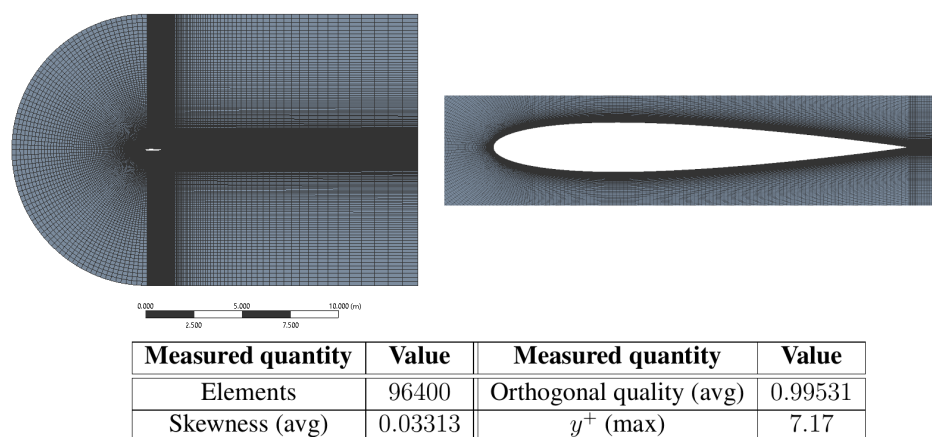 0.000 5.000 10.000 (m)
2.500 7.500
Measured quantity Value Measured quantity Value
Elements 96400 Orthogonal quality (avg) 0.99531
Skewness (avg) 0.03313 y+ (max) 7.17